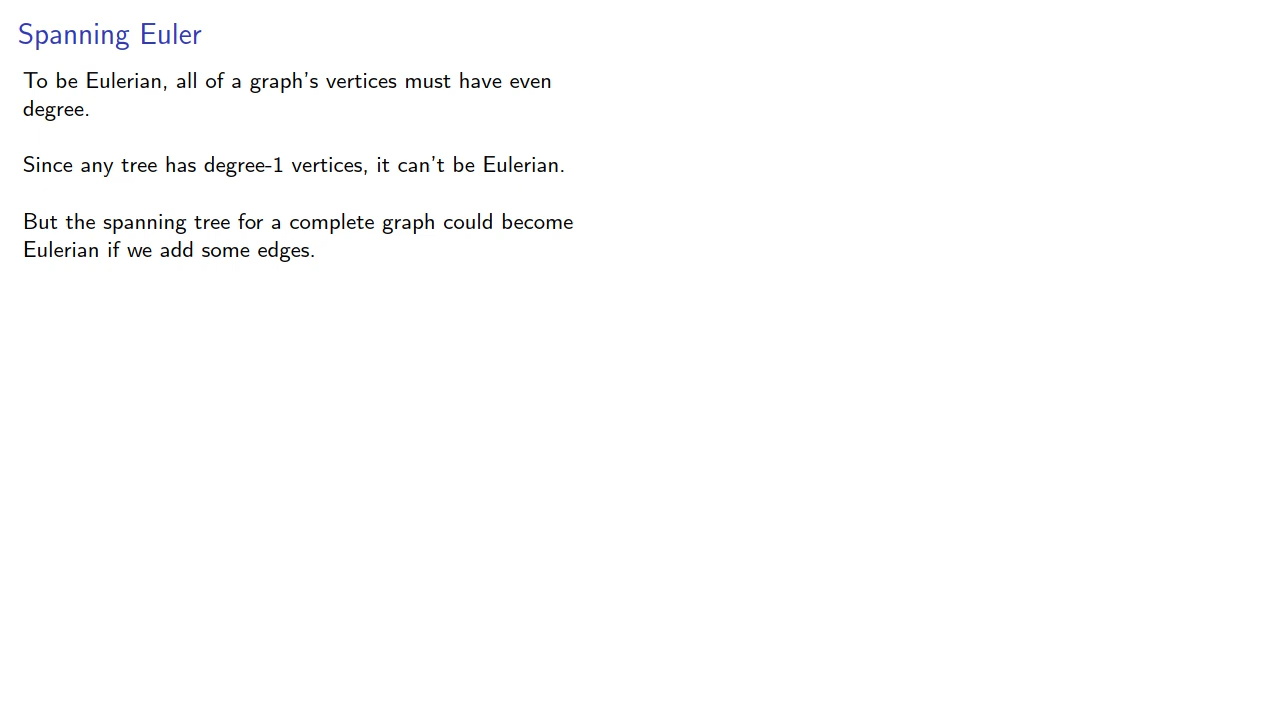 Spanning Euler
To be Eulerian, all of a graph's vertices must have even
degree.
Since any tree has degree-1 vertices, it can't be Eulerian.
But the spanning tree for a complete graph could become
Eulerian if we add some edges.